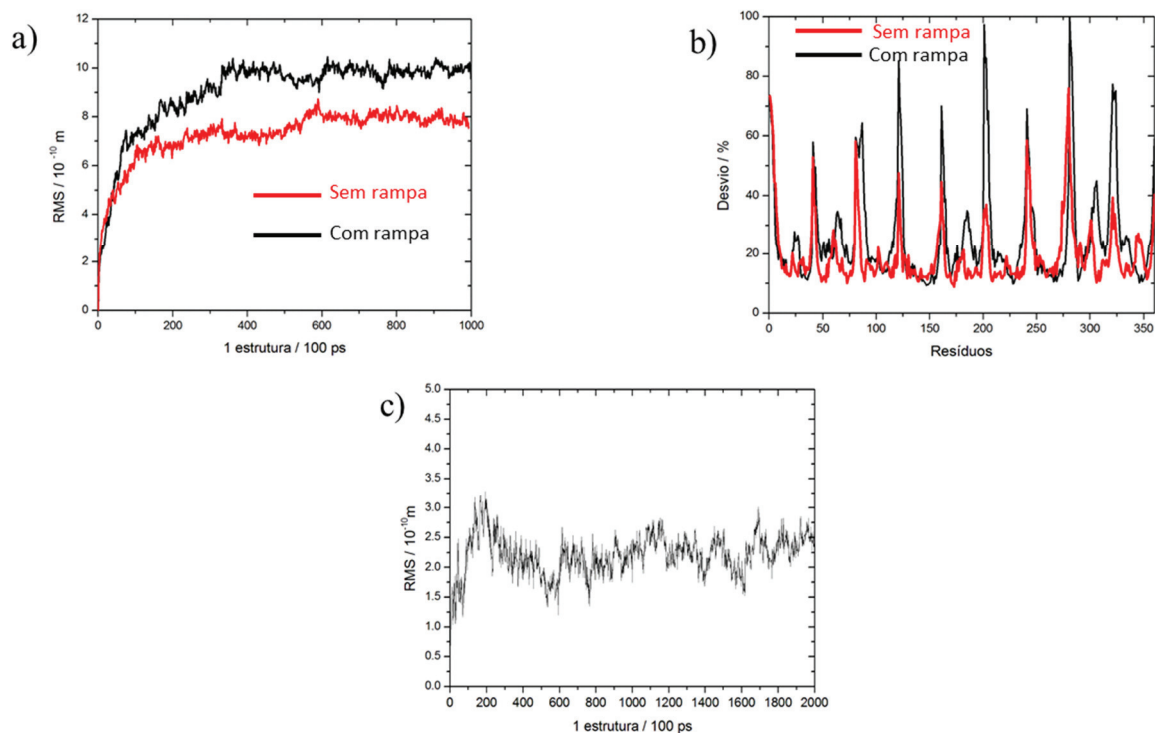 a)
12
10
8
6
4
2
0
RMS / 10⁻¹⁰ m
Sem rampa
Com rampa
0 200 400 600 800 1000
1 estrutura / 100 ps
b)
Sem rampa
Com rampa
100
80
60
40
20
0
Desvio / %
0 50 100 150 200 250 300 350
Resíduos
c)
5.0
4.5
4.0
3.5
3.0
2.5
2.0
1.5
1.0
0.5
0.0
RMS / 10⁻¹⁰m
0 200 400 600 800 1000 1200 1400 1600 1800 2000
1 estrutura / 100 ps